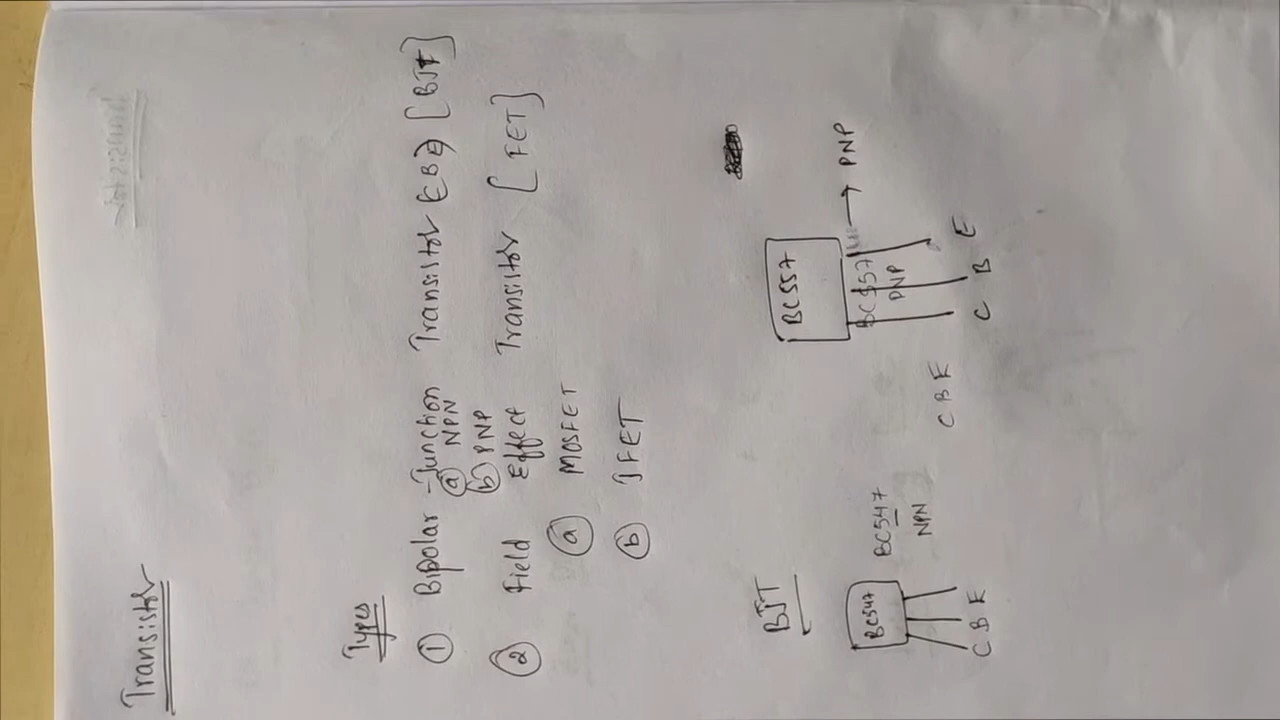 Transistor
Types
① Bipolar Junction Transistor [BJT]
ⓐ NPN
ⓑ PNP
② Field Effect Transistor [FET]
ⓐ MOSFET
ⓑ JFET
BJT
BC547
BC547
NPN
C B E
C B E
BC557
BC557
PNP
→ PNP
C B E